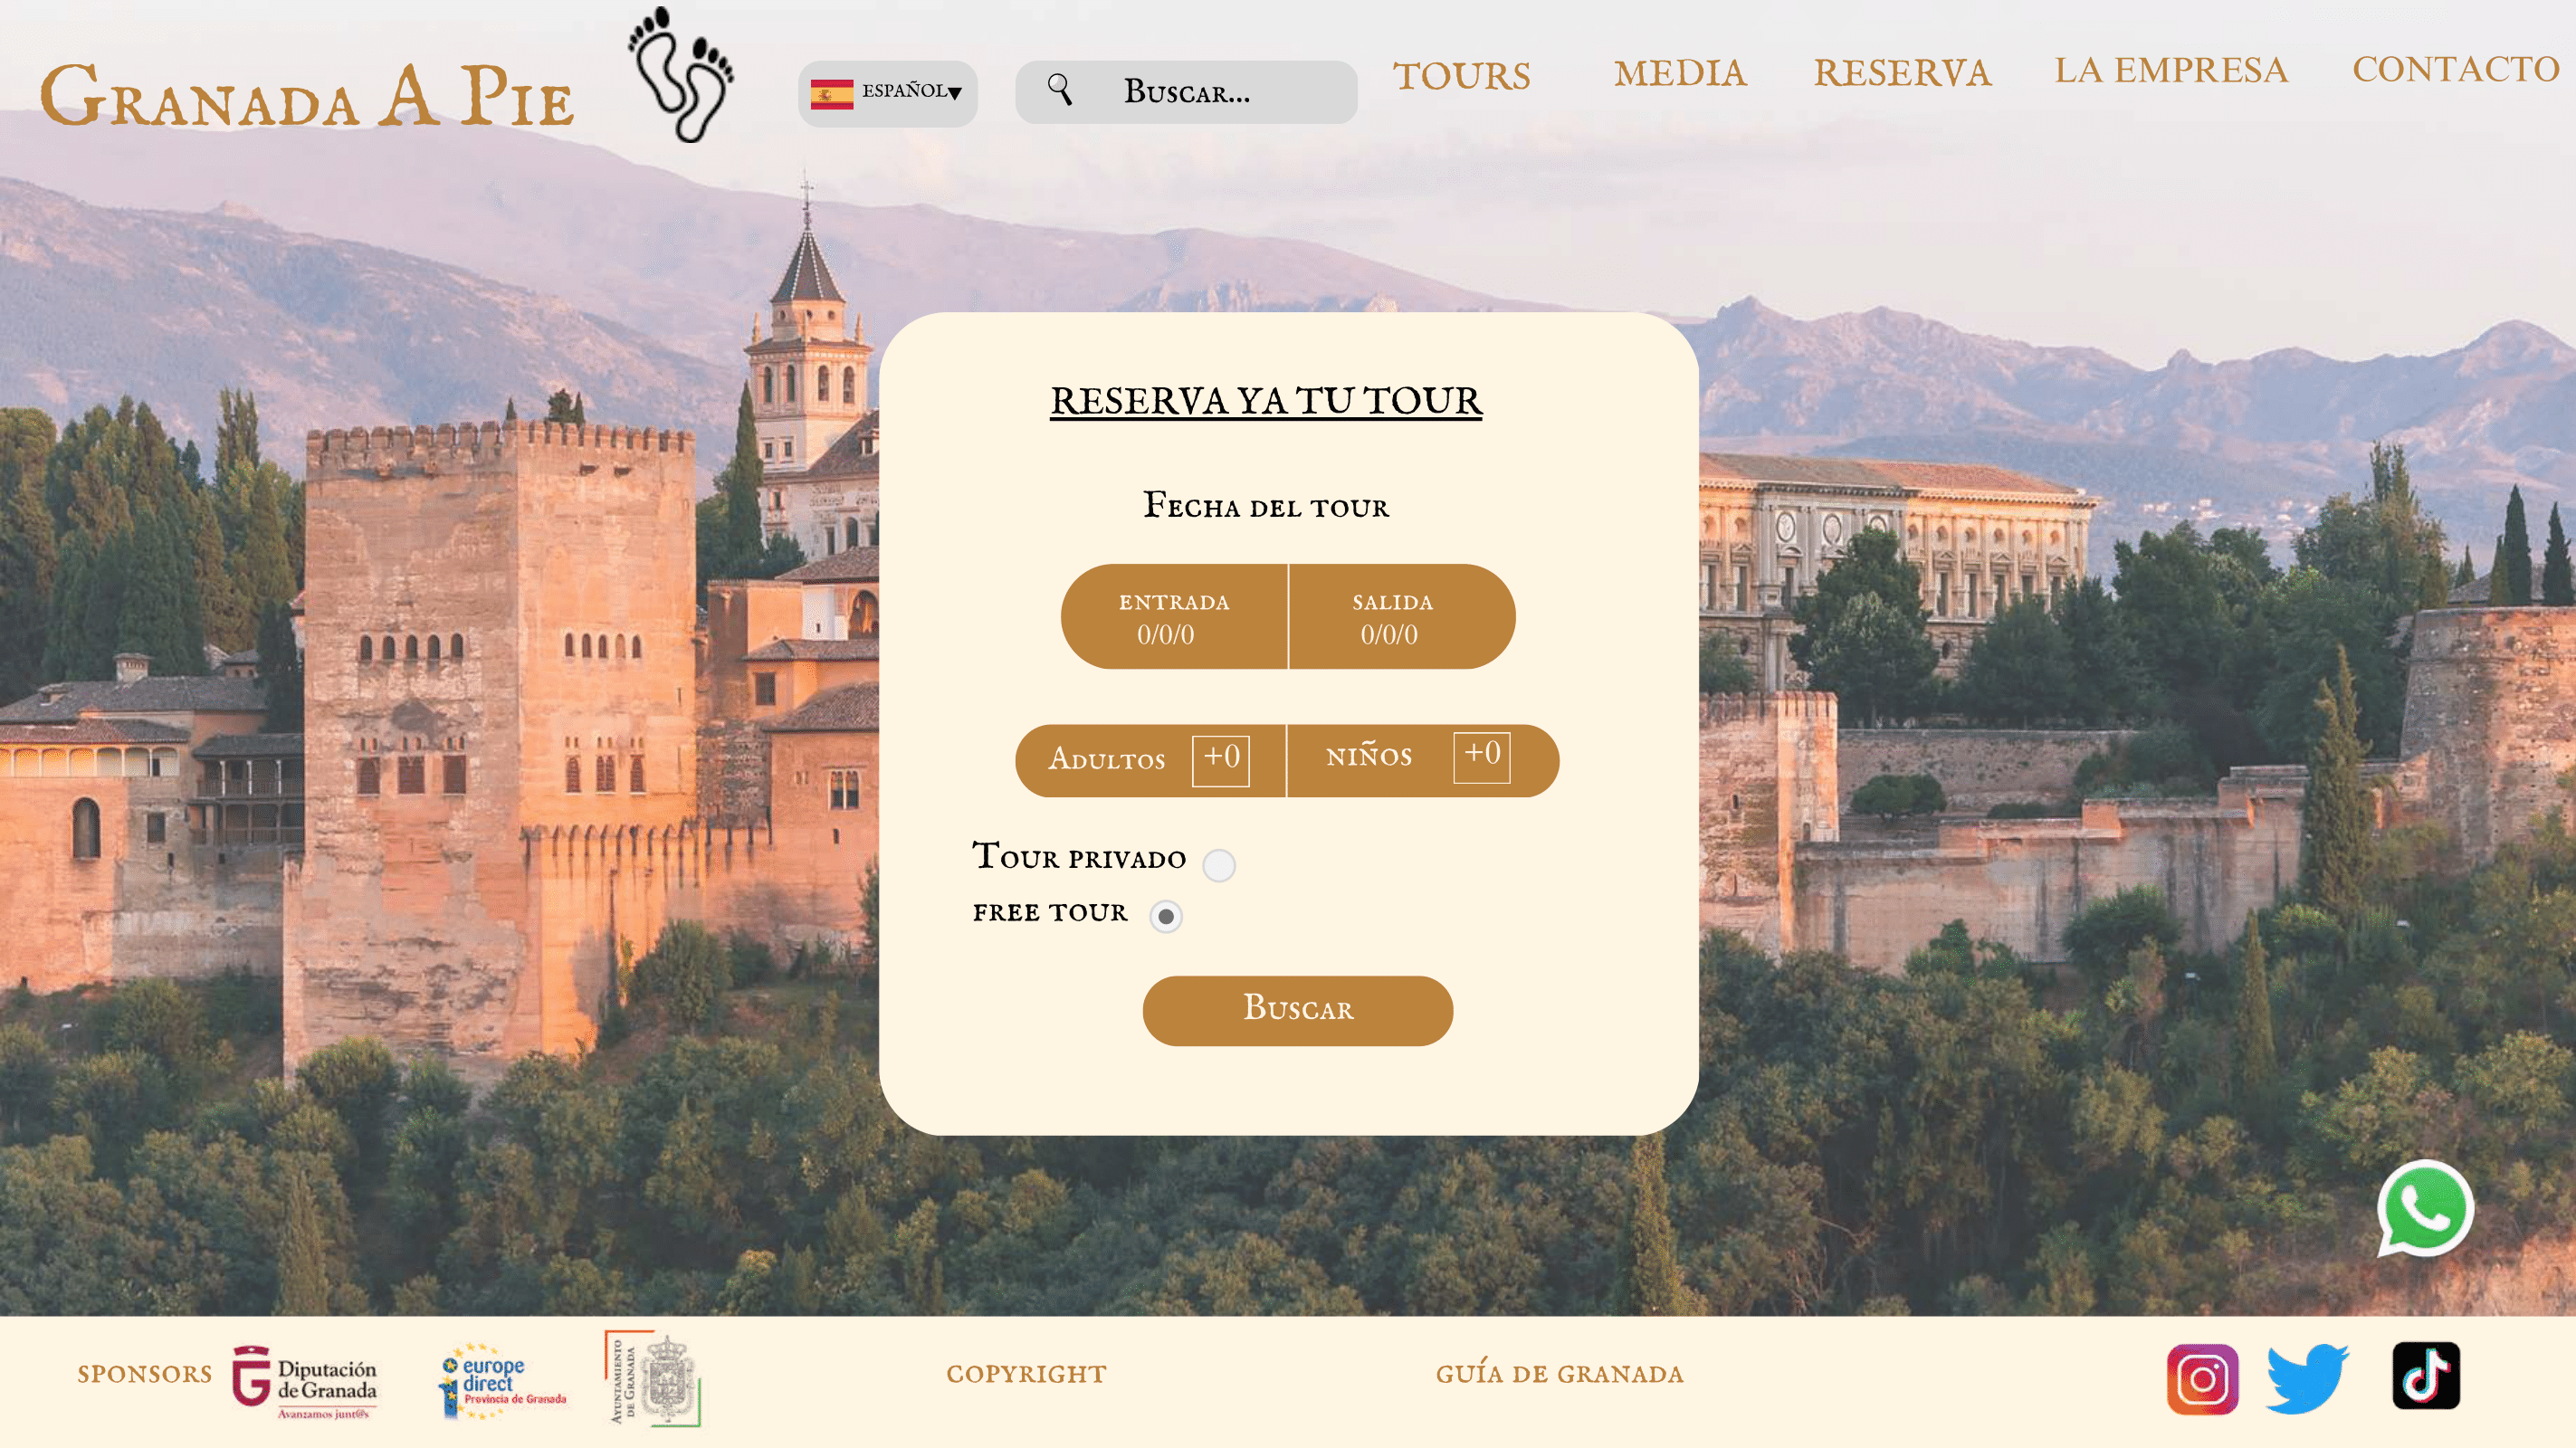 Granada A Pie
ESPAÑOL
Buscar...
TOURS
MEDIA
RESERVA
LA EMPRESA
CONTACTO
RESERVA YA TU TOUR
Fecha del tour
entrada
0/0/0
salida
0/0/0
Adultos
+0
niños
+0
Tour privado
free tour
Buscar
sponsors
Diputación
de Granada
Avanzamos junt@s
europe
direct
Provincia de Granada
AYUNTAMIENTO
DE GRANADA
copyright
guía de granada